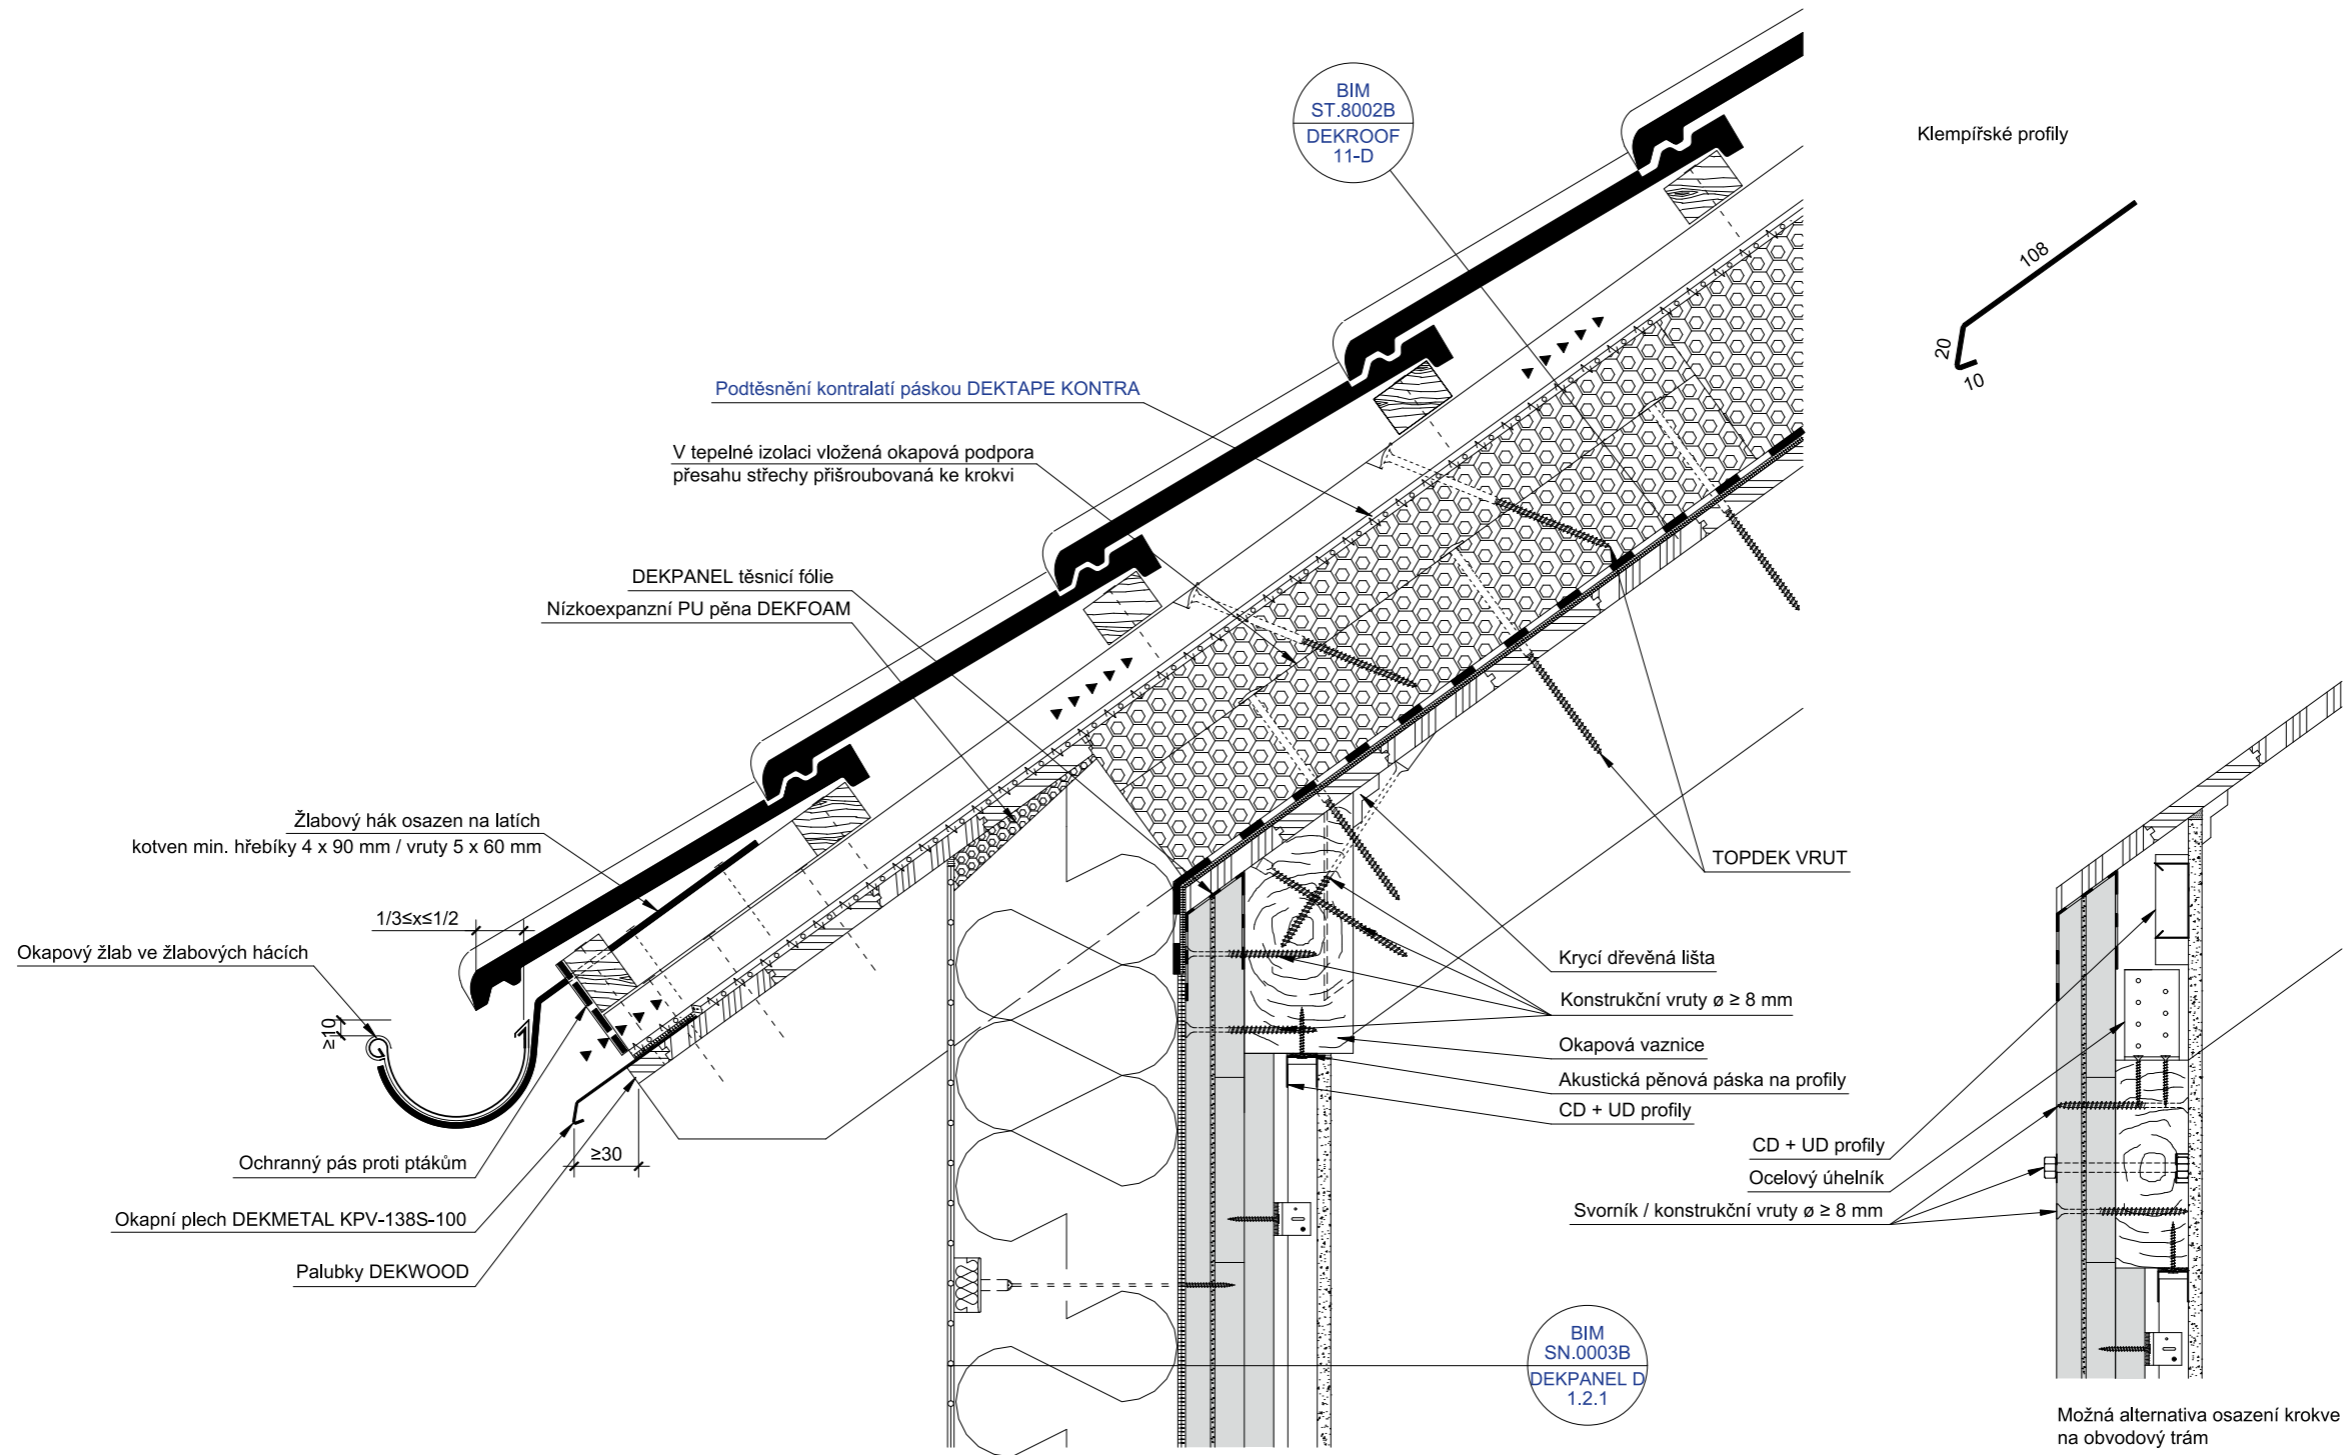 BIM
ST.8002B
DEKROOF
11-D
Klempířské profily
108
20
10
Podtěsnění kontralatí páskou DEKTAPE KONTRA
V tepelné izolaci vložená okapová podpora
přesahu střechy přišroubovaná ke krokvi
DEKPANEL těsnicí fólie
Nízkoexpanzní PU pěna DEKFOAM
Žlabový hák osazen na latích
kotven min. hřebíky 4 x 90 mm / vruty 5 x 60 mm
1/3≤x≤1/2
Okapový žlab ve žlabových hácích
≥10
Ochranný pás proti ptákům
≥30
Okapní plech DEKMETAL KPV-138S-100
Palubky DEKWOOD
TOPDEK VRUT
Krycí dřevěná lišta
Konstrukční vruty ø ≥ 8 mm
Okapová vaznice
Akustická pěnová páska na profily
CD + UD profily
CD + UD profily
Ocelový úhelník
Svorník / konstrukční vruty ø ≥ 8 mm
BIM
SN.0003B
DEKPANEL D
1.2.1
Možná alternativa osazení krokve
na obvodový trám